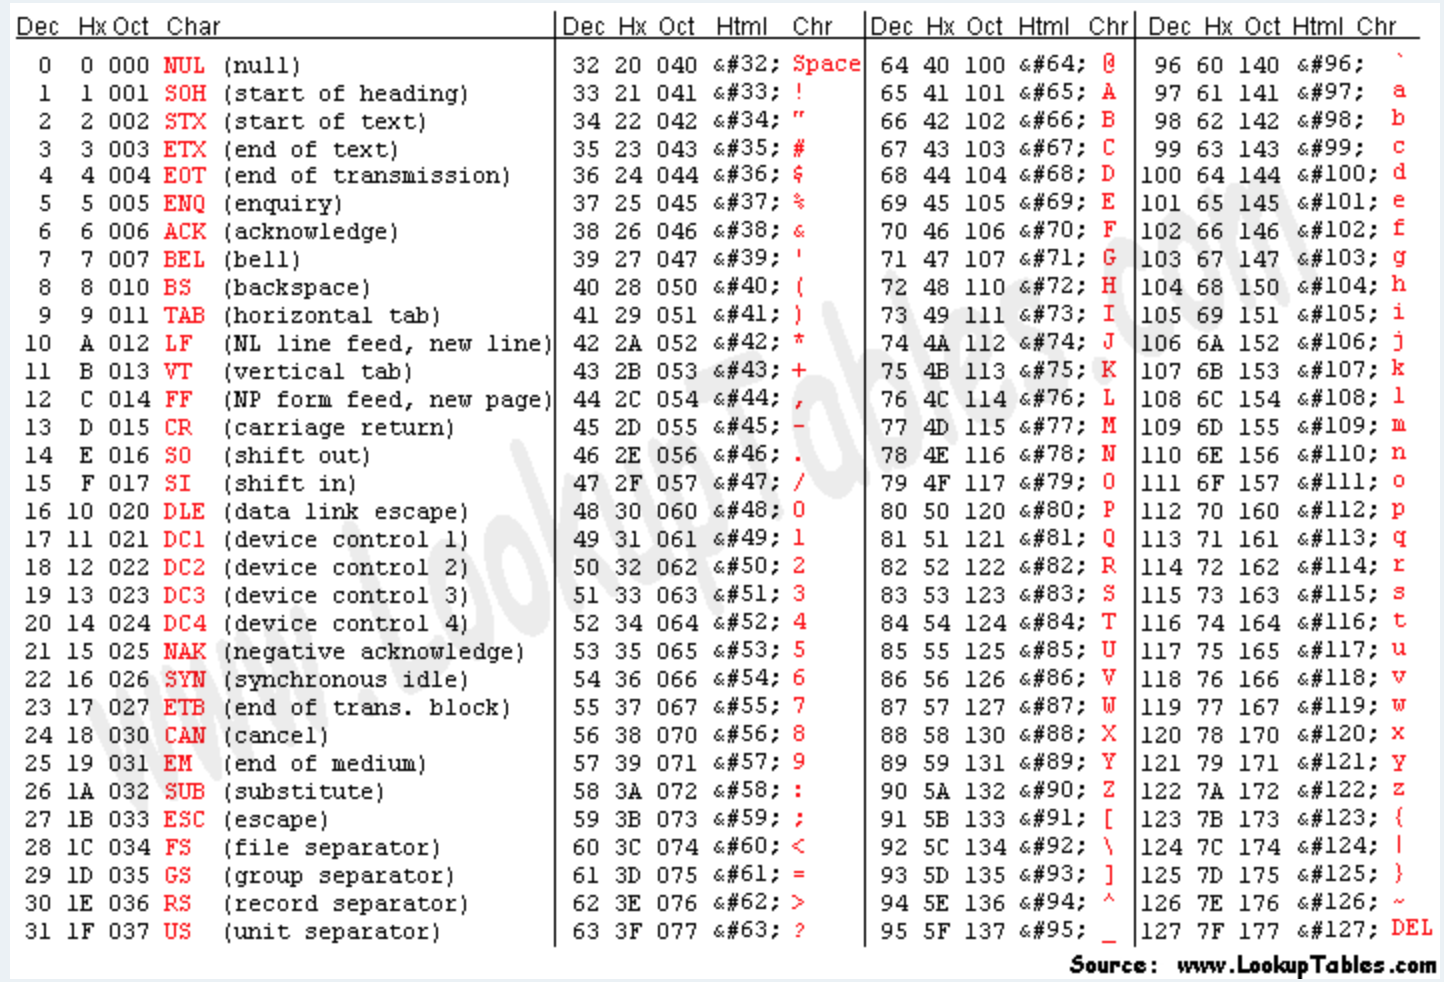 Dec Hx Oct Char Dec Hx Oct Html Chr Dec Hx Oct Html Chr Dec Hx Oct Html Chr
0 0 000 NUL (null) 32 20 040 &#32; Space 64 40 100 &#64; @ 96 60 140 &#96; `
1 1 001 SOH (start of heading) 33 21 041 &#33; ! 65 41 101 &#65; A 97 61 141 &#97; a
2 2 002 STX (start of text) 34 22 042 &#34; " 66 42 102 &#66; B 98 62 142 &#98; b
3 3 003 ETX (end of text) 35 23 043 &#35; # 67 43 103 &#67; C 99 63 143 &#99; c
4 4 004 EOT (end of transmission) 36 24 044 &#36; $ 68 44 104 &#68; D 100 64 144 &#100; d
5 5 005 ENQ (enquiry) 37 25 045 &#37; % 69 45 105 &#69; E 101 65 145 &#101; e
6 6 006 ACK (acknowledge) 38 26 046 &#38; & 70 46 106 &#70; F 102 66 146 &#102; f
7 7 007 BEL (bell) 39 27 047 &#39; ' 71 47 107 &#71; G 103 67 147 &#103; g
8 8 010 BS (backspace) 40 28 050 &#40; ( 72 48 110 &#72; H 104 68 150 &#104; h
9 9 011 TAB (horizontal tab) 41 29 051 &#41; ) 73 49 111 &#73; I 105 69 151 &#105; i
10 A 012 LF (NL line feed, new line) 42 2A 052 &#42; * 74 4A 112 &#74; J 106 6A 152 &#106; j
11 B 013 VT (vertical tab) 43 2B 053 &#43; + 75 4B 113 &#75; K 107 6B 153 &#107; k
12 C 014 FF (NP form feed, new page) 44 2C 054 &#44; , 76 4C 114 &#76; L 108 6C 154 &#108; l
13 D 015 CR (carriage return) 45 2D 055 &#45; - 77 4D 115 &#77; M 109 6D 155 &#109; m
14 E 016 SO (shift out) 46 2E 056 &#46; . 78 4E 116 &#78; N 110 6E 156 &#110; n
15 F 017 SI (shift in) 47 2F 057 &#47; / 79 4F 117 &#79; O 111 6F 157 &#111; o
16 10 020 DLE (data link escape) 48 30 060 &#48; 0 80 50 120 &#80; P 112 70 160 &#112; p
17 11 021 DC1 (device control 1) 49 31 061 &#49; 1 81 51 121 &#81; Q 113 71 161 &#113; q
18 12 022 DC2 (device control 2) 50 32 062 &#50; 2 82 52 122 &#82; R 114 72 162 &#114; r
19 13 023 DC3 (device control 3) 51 33 063 &#51; 3 83 53 123 &#83; S 115 73 163 &#115; s
20 14 024 DC4 (device control 4) 52 34 064 &#52; 4 84 54 124 &#84; T 116 74 164 &#116; t
21 15 025 NAK (negative acknowledge) 53 35 065 &#53; 5 85 55 125 &#85; U 117 75 165 &#117; u
22 16 026 SYN (synchronous idle) 54 36 066 &#54; 6 86 56 126 &#86; V 118 76 166 &#118; v
23 17 027 ETB (end of trans. block) 55 37 067 &#55; 7 87 57 127 &#87; W 119 77 167 &#119; w
24 18 030 CAN (cancel) 56 38 070 &#56; 8 88 58 130 &#88; X 120 78 170 &#120; x
25 19 031 EM (end of medium) 57 39 071 &#57; 9 89 59 131 &#89; Y 121 79 171 &#121; y
26 1A 032 SUB (substitute) 58 3A 072 &#58; : 90 5A 132 &#90; Z 122 7A 172 &#122; z
27 1B 033 ESC (escape) 59 3B 073 &#59; ; 91 5B 133 &#91; [ 123 7B 173 &#123; {
28 1C 034 FS (file separator) 60 3C 074 &#60; < 92 5C 134 &#92; \ 124 7C 174 &#124; |
29 1D 035 GS (group separator) 61 3D 075 &#61; = 93 5D 135 &#93; ] 125 7D 175 &#125; }
30 1E 036 RS (record separator) 62 3E 076 &#62; > 94 5E 136 &#94; ^ 126 7E 176 &#126; ~
31 1F 037 US (unit separator) 63 3F 077 &#63; ? 95 5F 137 &#95; _ 127 7F 177 &#127; DEL
www.LookupTables.com
Source: www.LookupTables.com